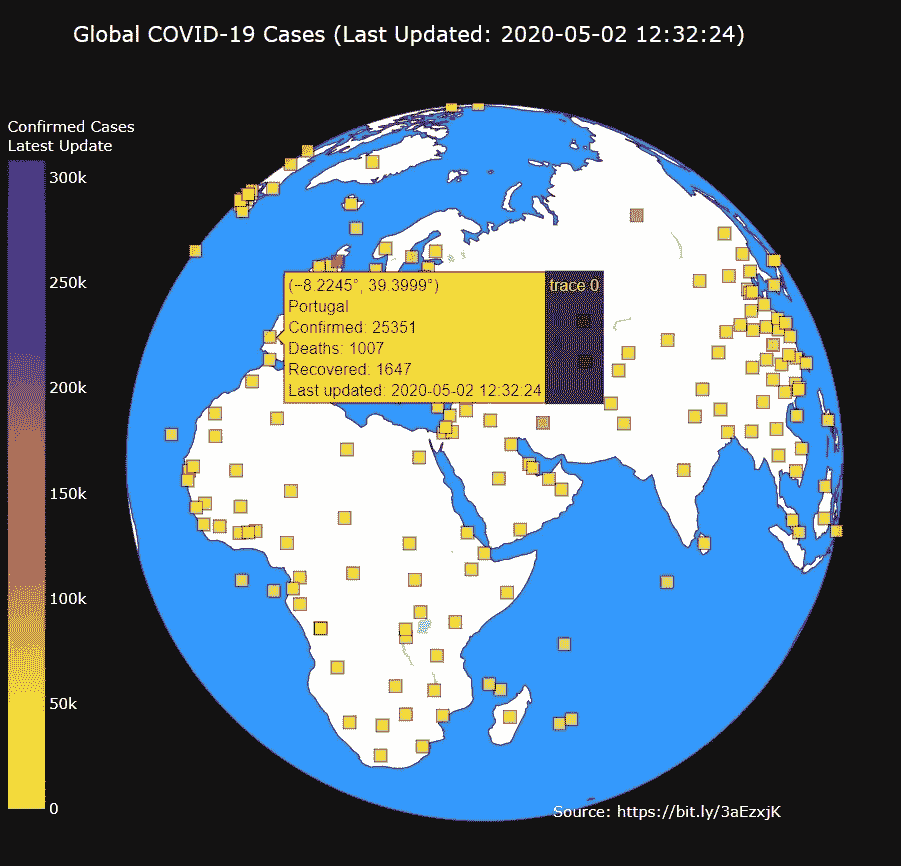 Global COVID-19 Cases (Last Updated: 2020-05-02 12:32:24)
Confirmed Cases
Latest Update
300k
250k
200k
150k
100k
50k
0
(−8.2245°, 39.3999°)
Portugal
Confirmed: 25351
Deaths: 1007
Recovered: 1647
Last updated: 2020-05-02 12:32:24
trace 0
Source: https://bit.ly/3aEzxjK